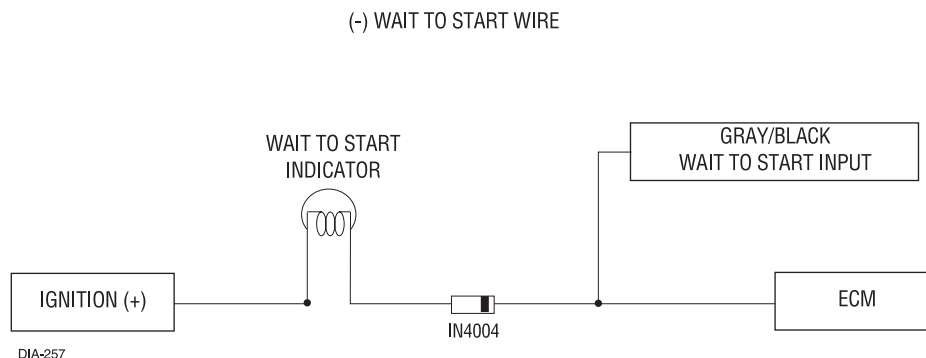 (-) WAIT TO START WIRE
WAIT TO START
INDICATOR
GRAY/BLACK
WAIT TO START INPUT
IGNITION (+)
IN4004
ECM
DIA-257